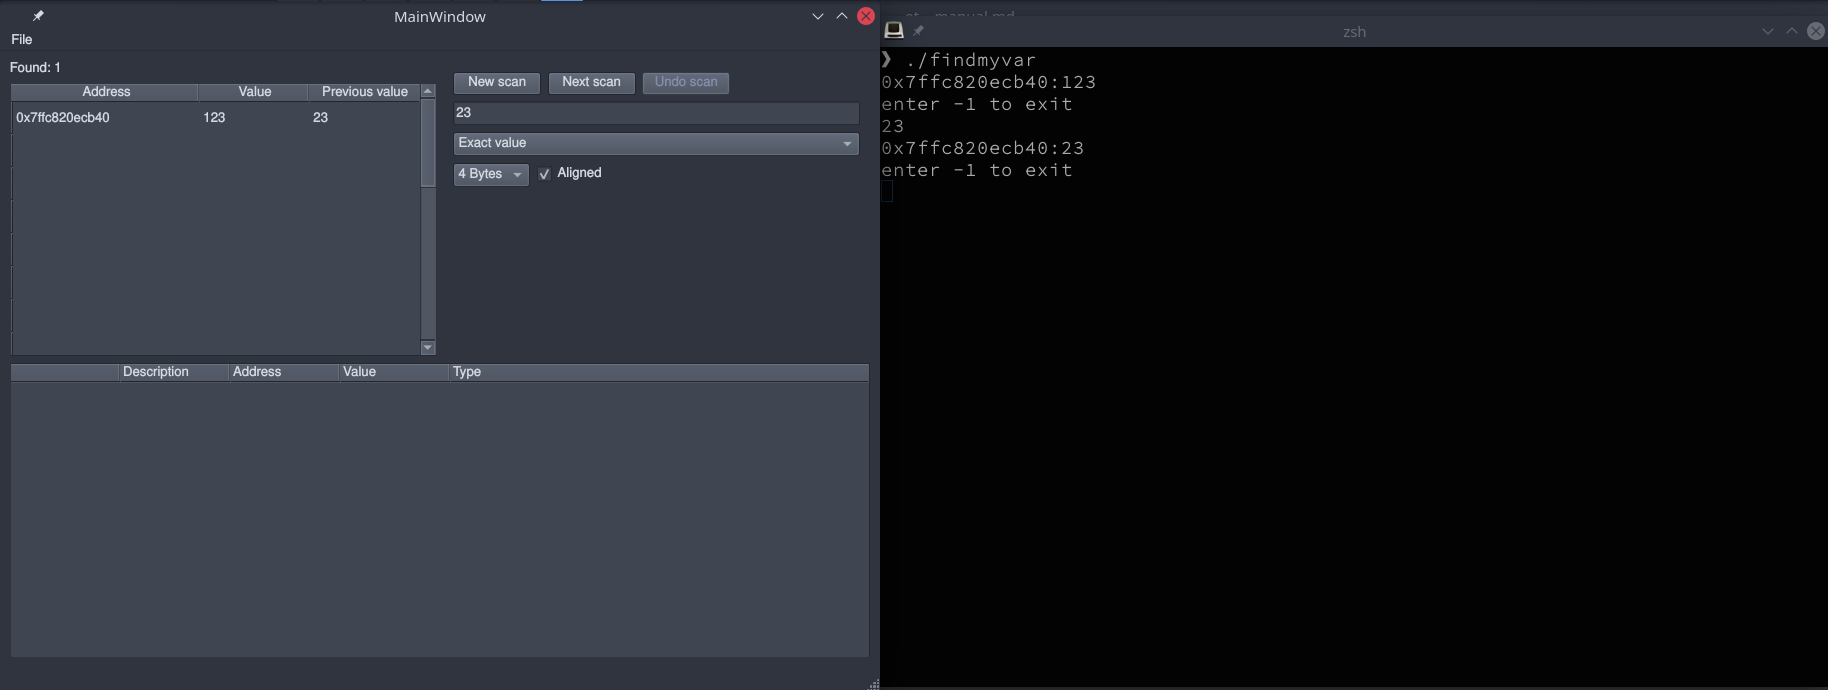 MainWindow
File
Found: 1
Address Value Previous value
0x7ffc820ecb40 123 23
New scan Next scan Undo scan
23
Exact value
4 Bytes Aligned
Description Address Value Type
zsh
❯ ./findmyvar
0x7ffc820ecb40:123
enter -1 to exit
23
0x7ffc820ecb40:23
enter -1 to exit